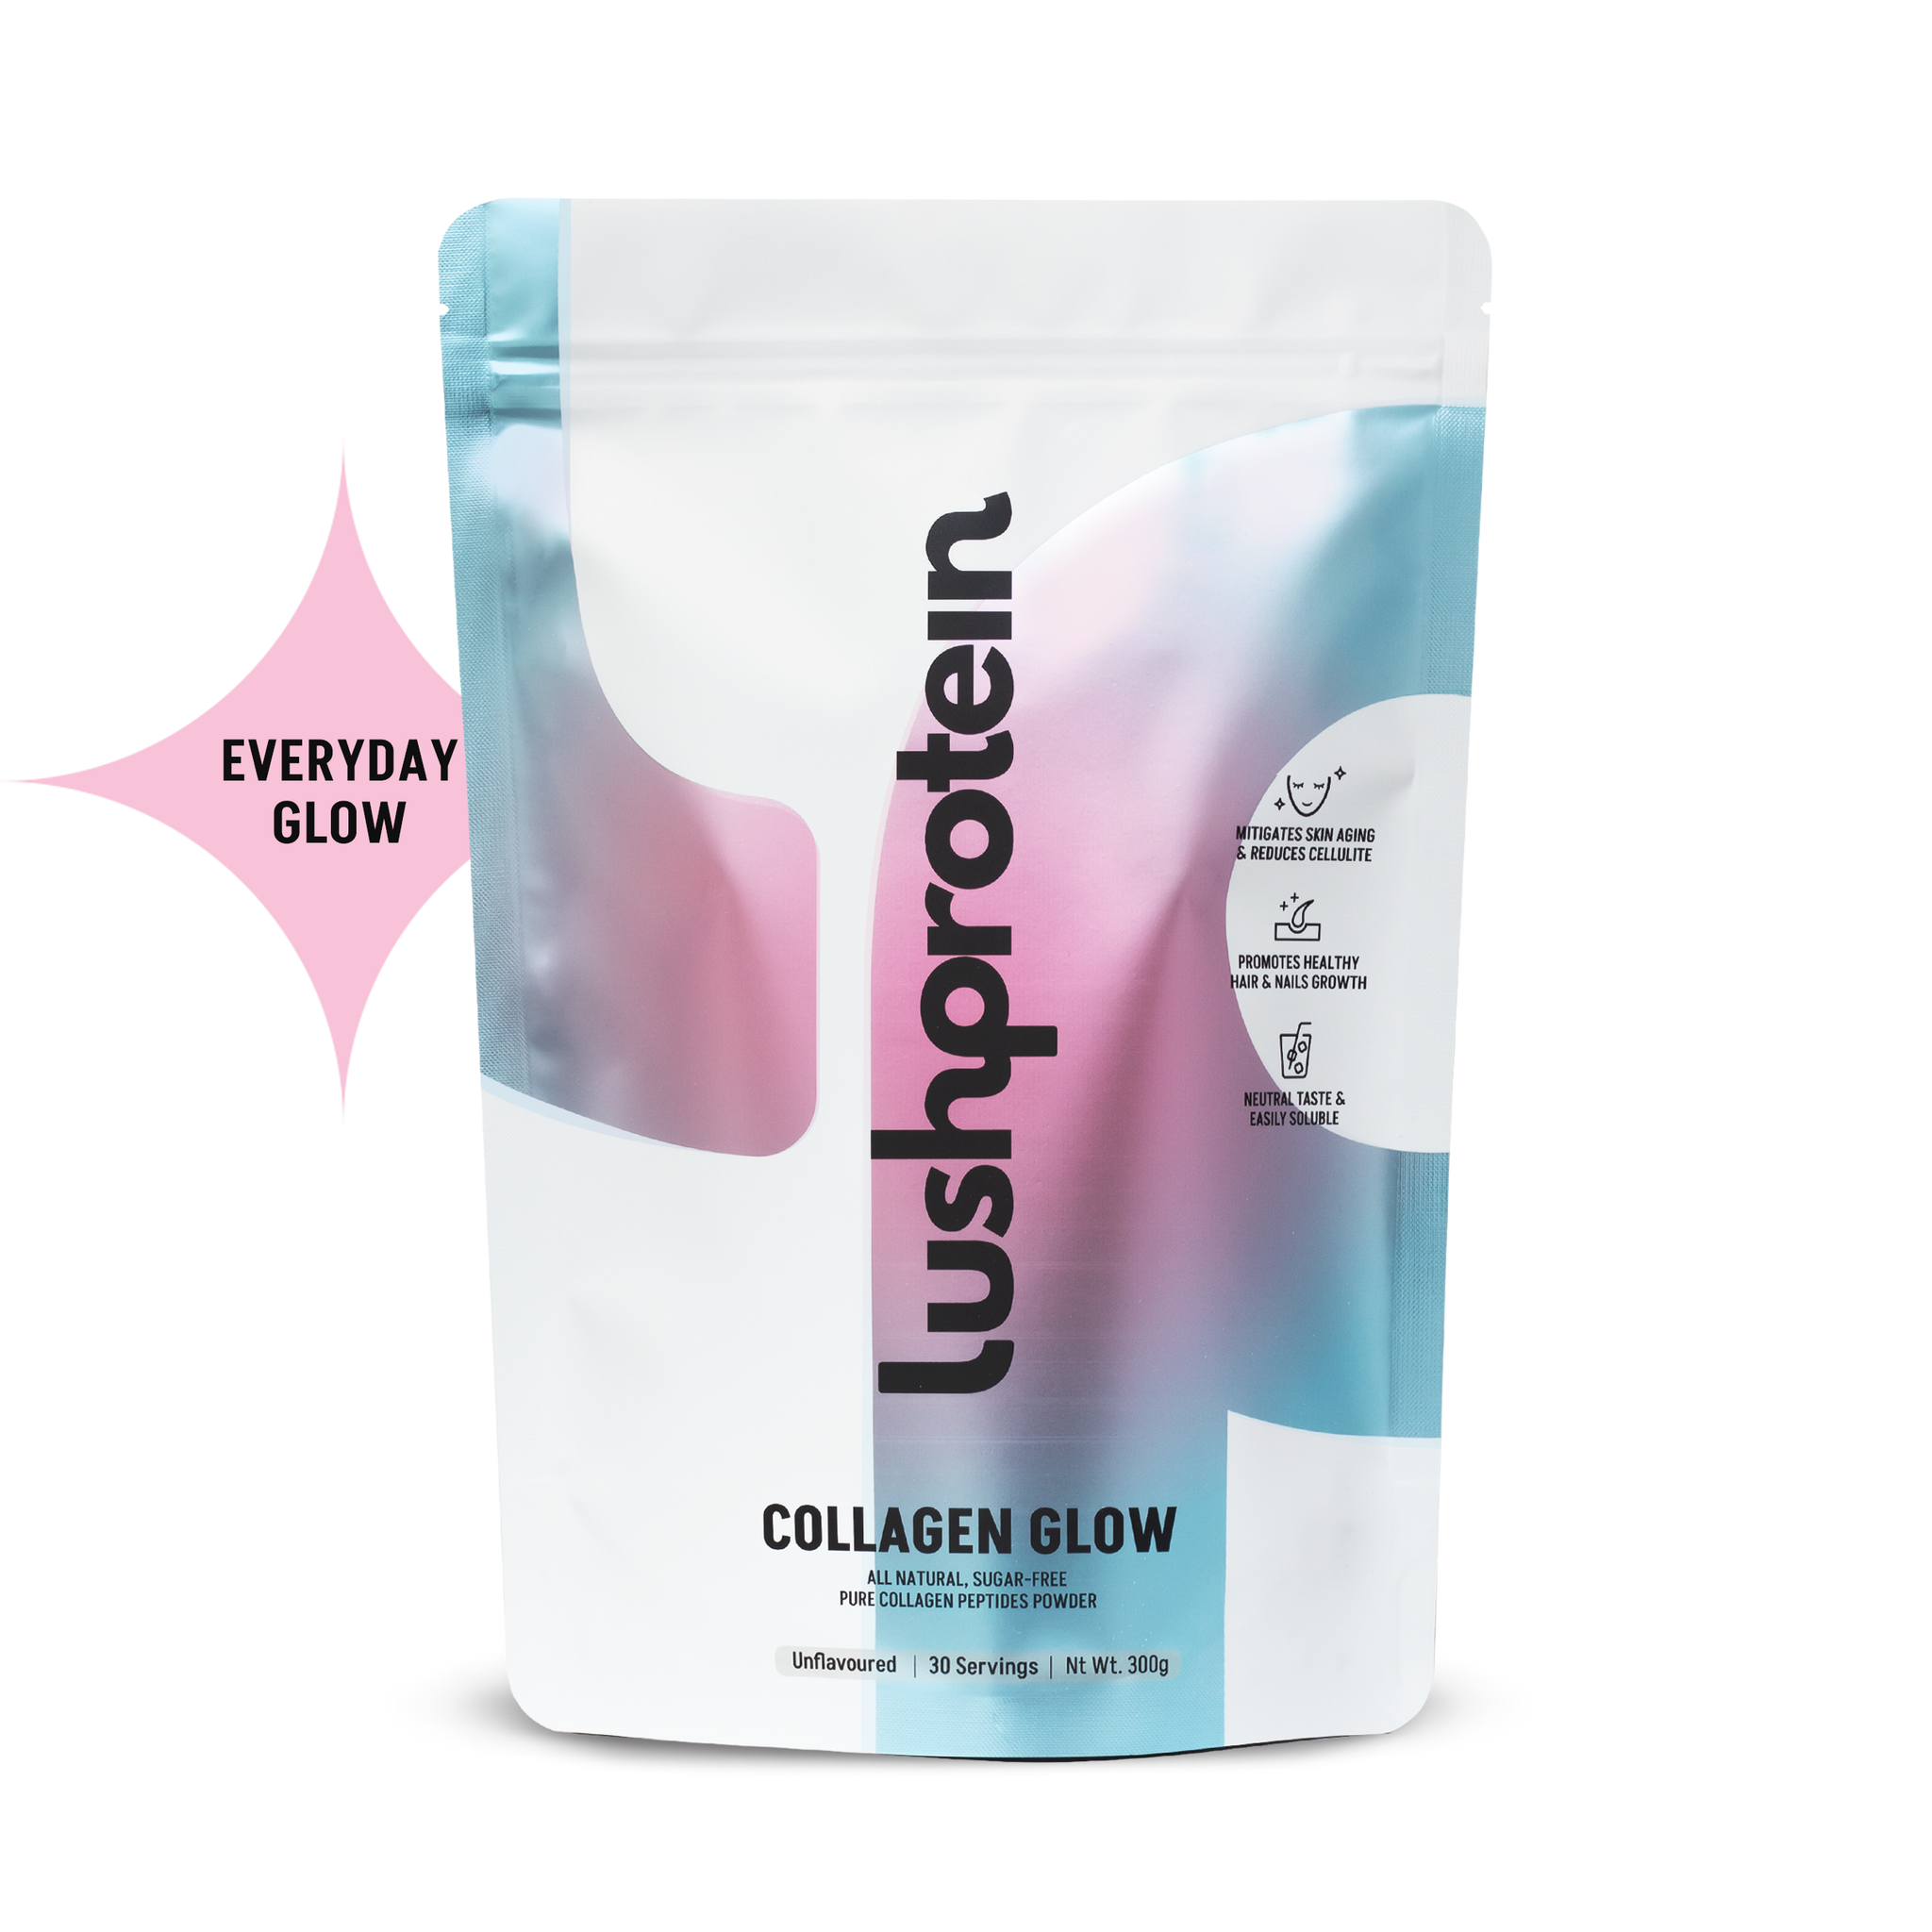 EVERYDAY
GLOW
lushprotein
MITIGATES SKIN AGING
& REDUCES CELLULITE
PROMOTES HEALTHY
HAIR & NAILS GROWTH
NEUTRAL TASTE &
EASILY SOLUBLE
COLLAGEN GLOW
ALL NATURAL, SUGAR-FREE
PURE COLLAGEN PEPTIDES POWDER
Unflavoured | 30 Servings | Nt Wt. 300g